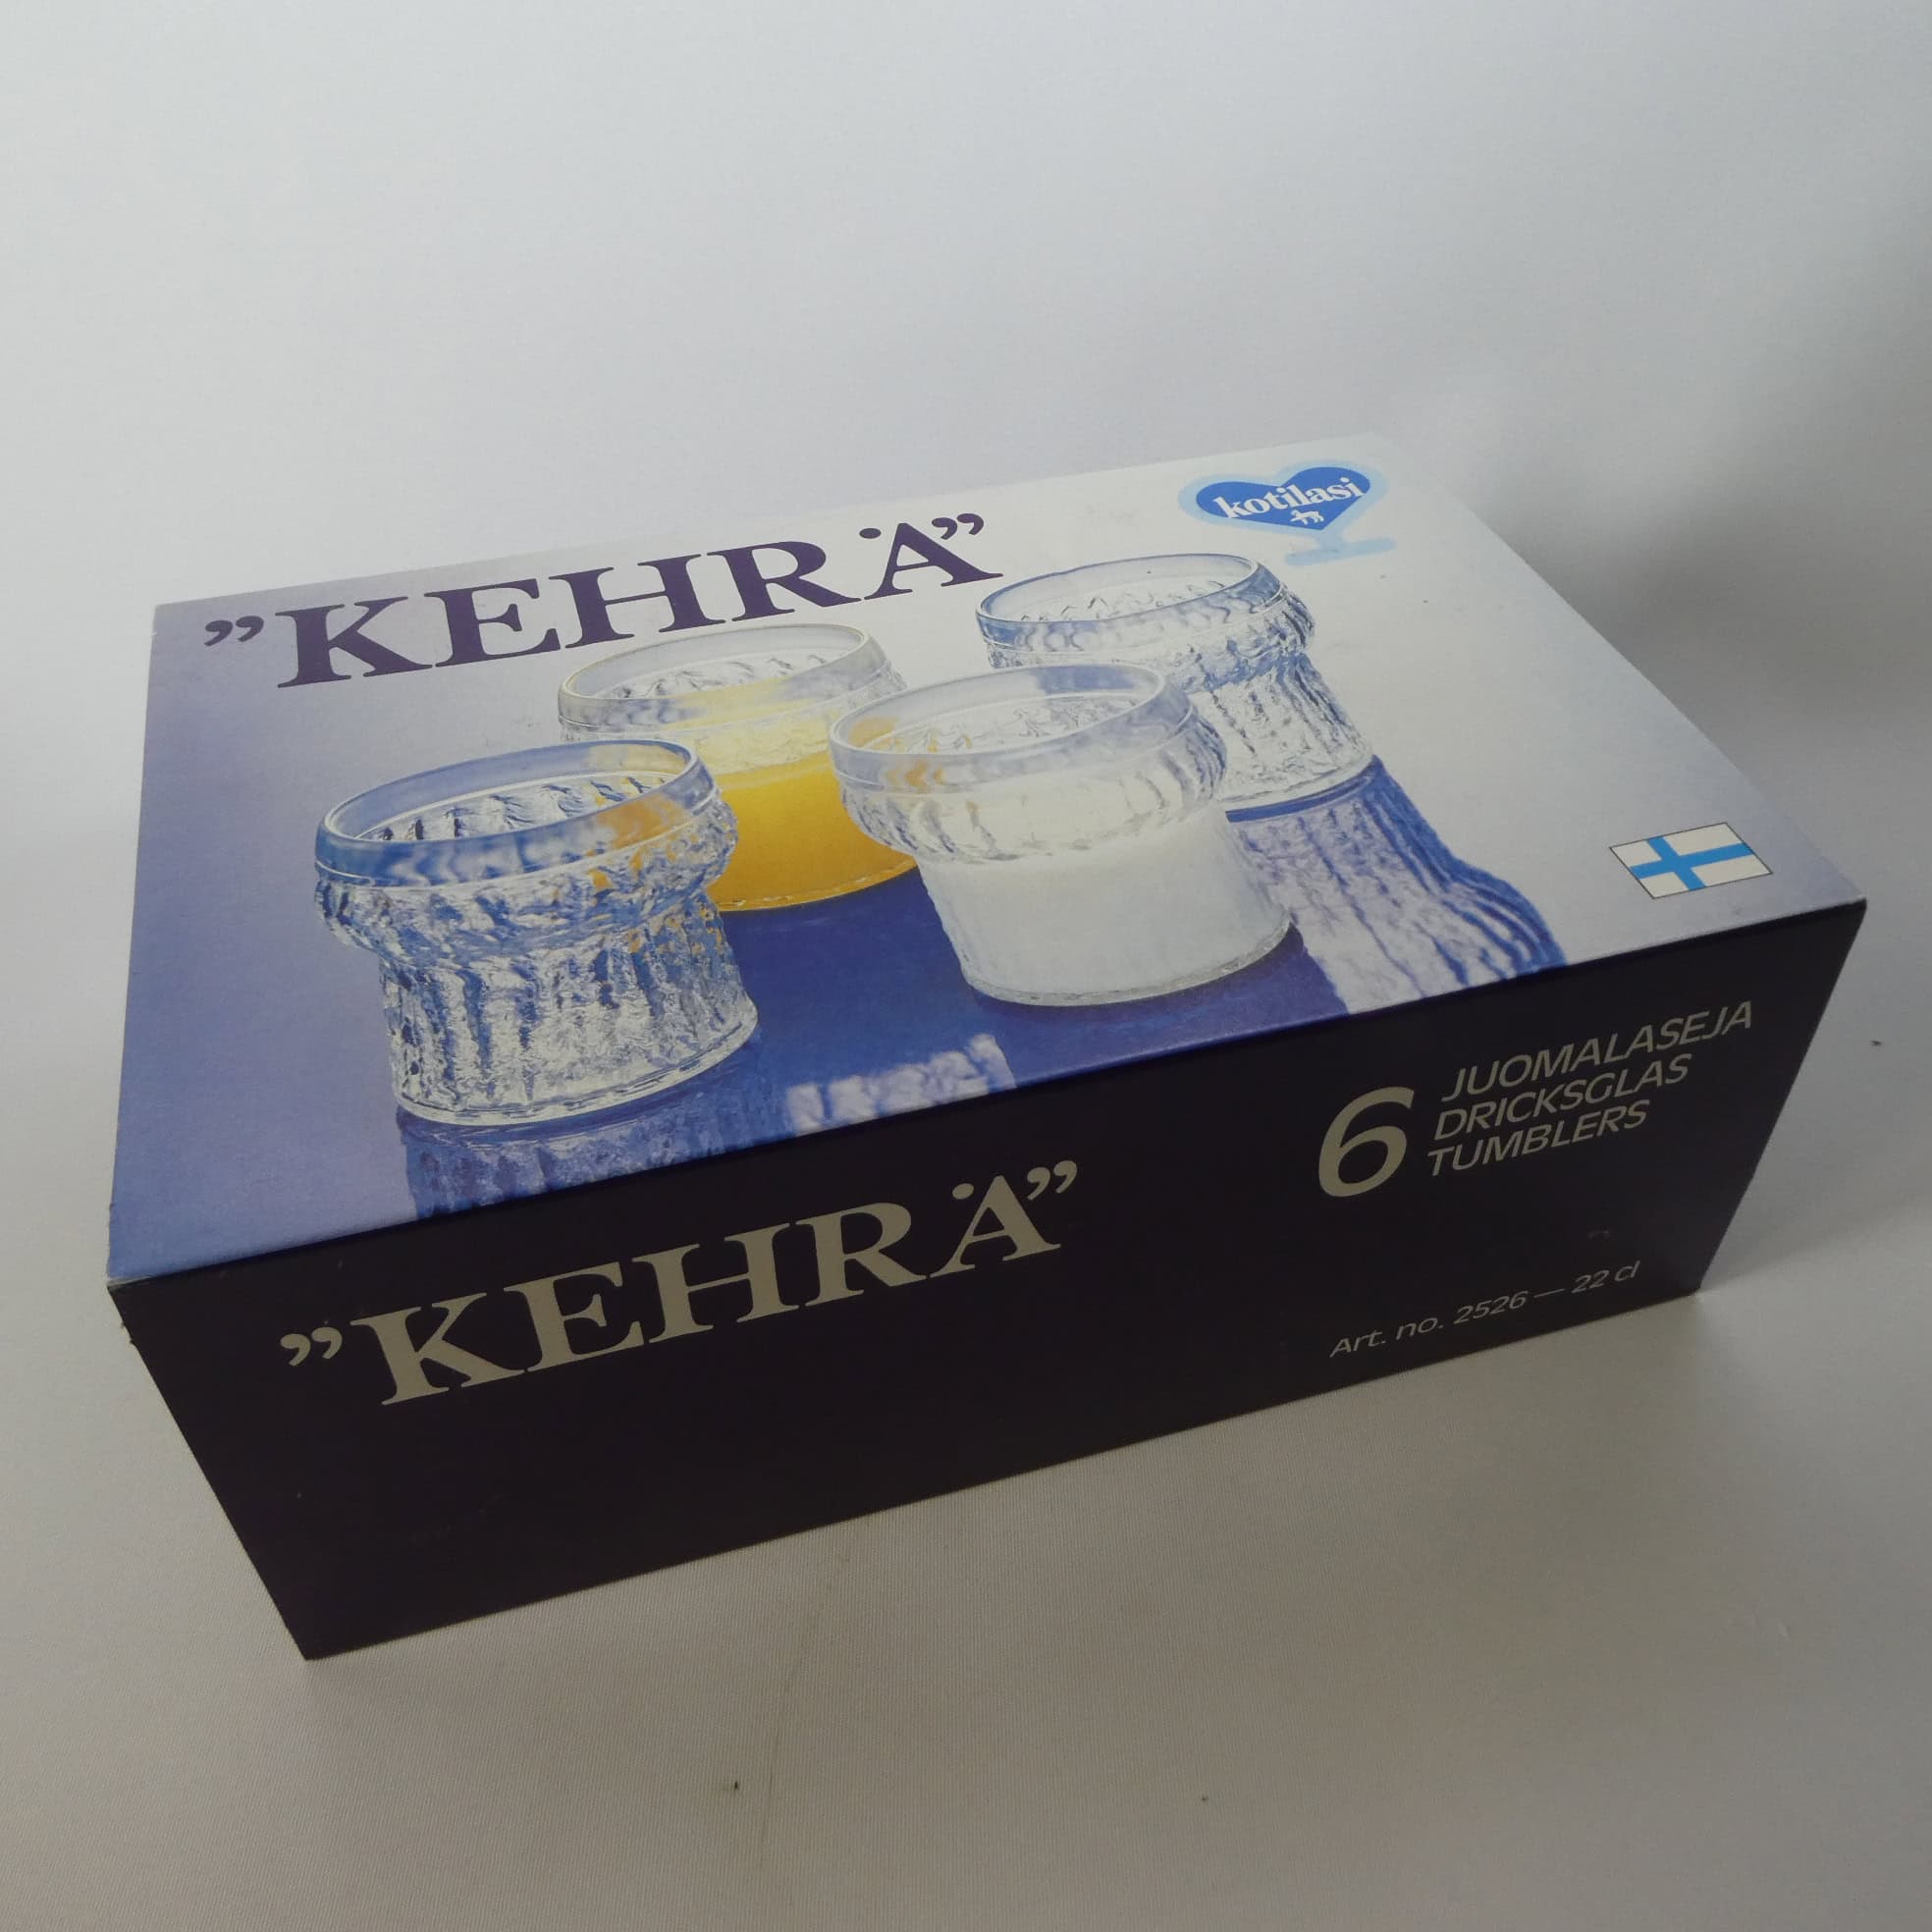 kotilasi
”KEHRÄ”
”KEHRÄ”
6
JUOMALASEJA
DRICKSGLAS
TUMBLERS
Art. no. 2526 — 22 cl